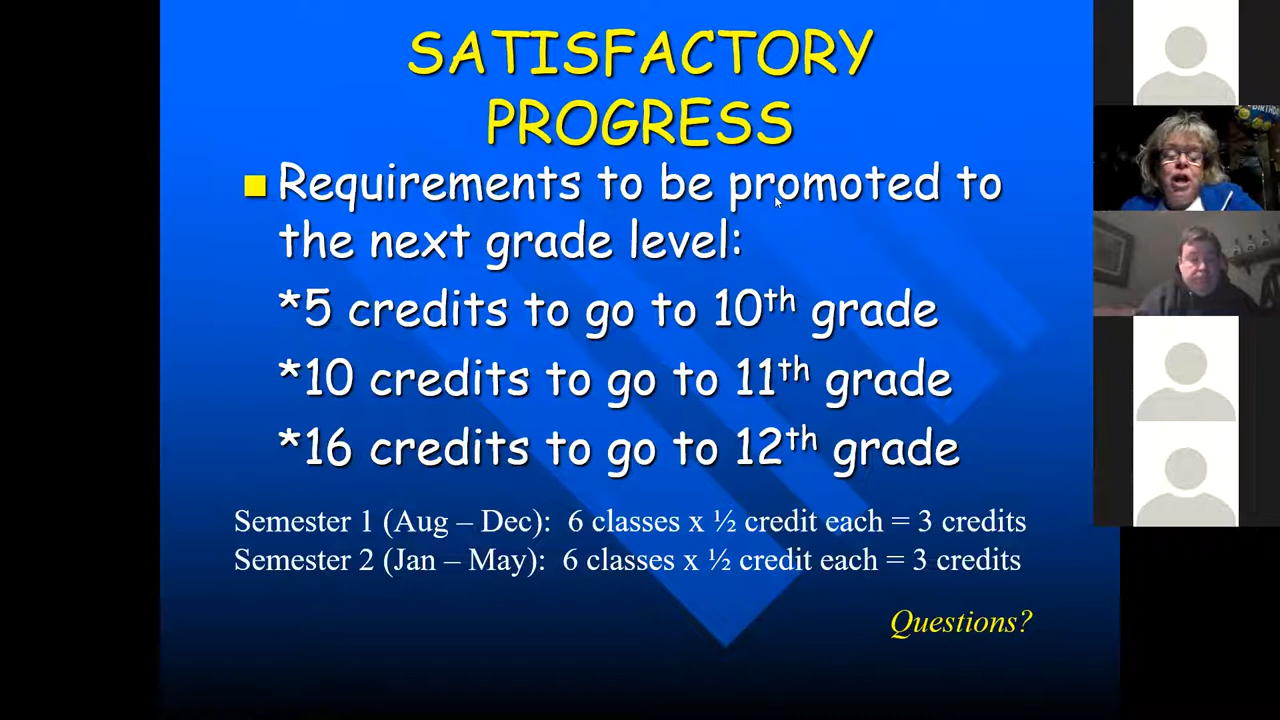 SATISFACTORY
PROGRESS
Requirements to be promoted to
the next grade level:
*5 credits to go to 10th grade
*10 credits to go to 11th grade
*16 credits to go to 12th grade
Semester 1 (Aug – Dec): 6 classes x ½ credit each = 3 credits
Semester 2 (Jan – May): 6 classes x ½ credit each = 3 credits
Questions?